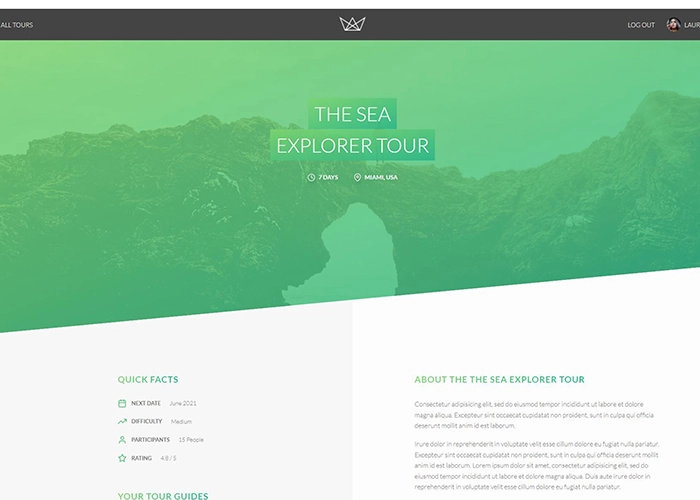 ALL TOURS
LOG OUT
LAUR
THE SEA
EXPLORER TOUR
7 DAYS
MIAMI, USA
QUICK FACTS
NEXT DATE June 2021
DIFFICULTY Medium
PARTICIPANTS 15 People
RATING 4.8 / 5
YOUR TOUR GUIDES
ABOUT THE THE SEA EXPLORER TOUR
Consectetur adipisicing elit, sed do eiusmod tempor incididunt ut labore et dolore
magna aliqua. Excepteur sint occaecat cupidatat non proident, sunt in culpa qui officia
deserunt mollit anim id est laborum.
Irure dolor in reprehenderit in voluptate velit esse cillum dolore eu fugiat nulla pariatur.
Excepteur sint occaecat cupidatat non proident, sunt in culpa qui officia deserunt mollit
anim id est laborum. Lorem ipsum dolor sit amet, consectetur adipisicing elit, sed do
eiusmod tempor incididunt ut labore et dolore magna aliqua. Duis aute irure dolor in
reprehenderit in voluptate velit esse cillum dolore eu fugiat nulla pariatur.